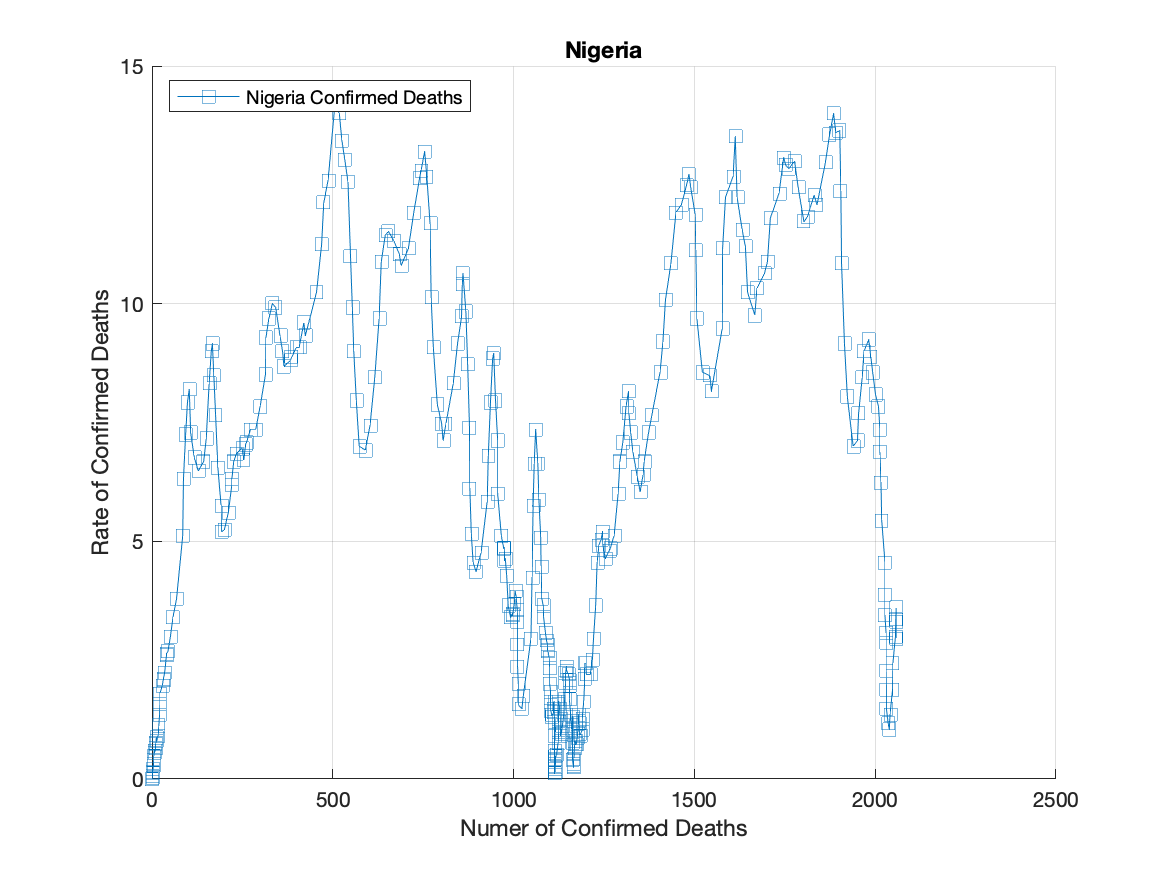 Nigeria
15
Nigeria Confirmed Deaths
10
5
0
Rate of Confirmed Deaths
0 500 1000 1500 2000 2500
Numer of Confirmed Deaths